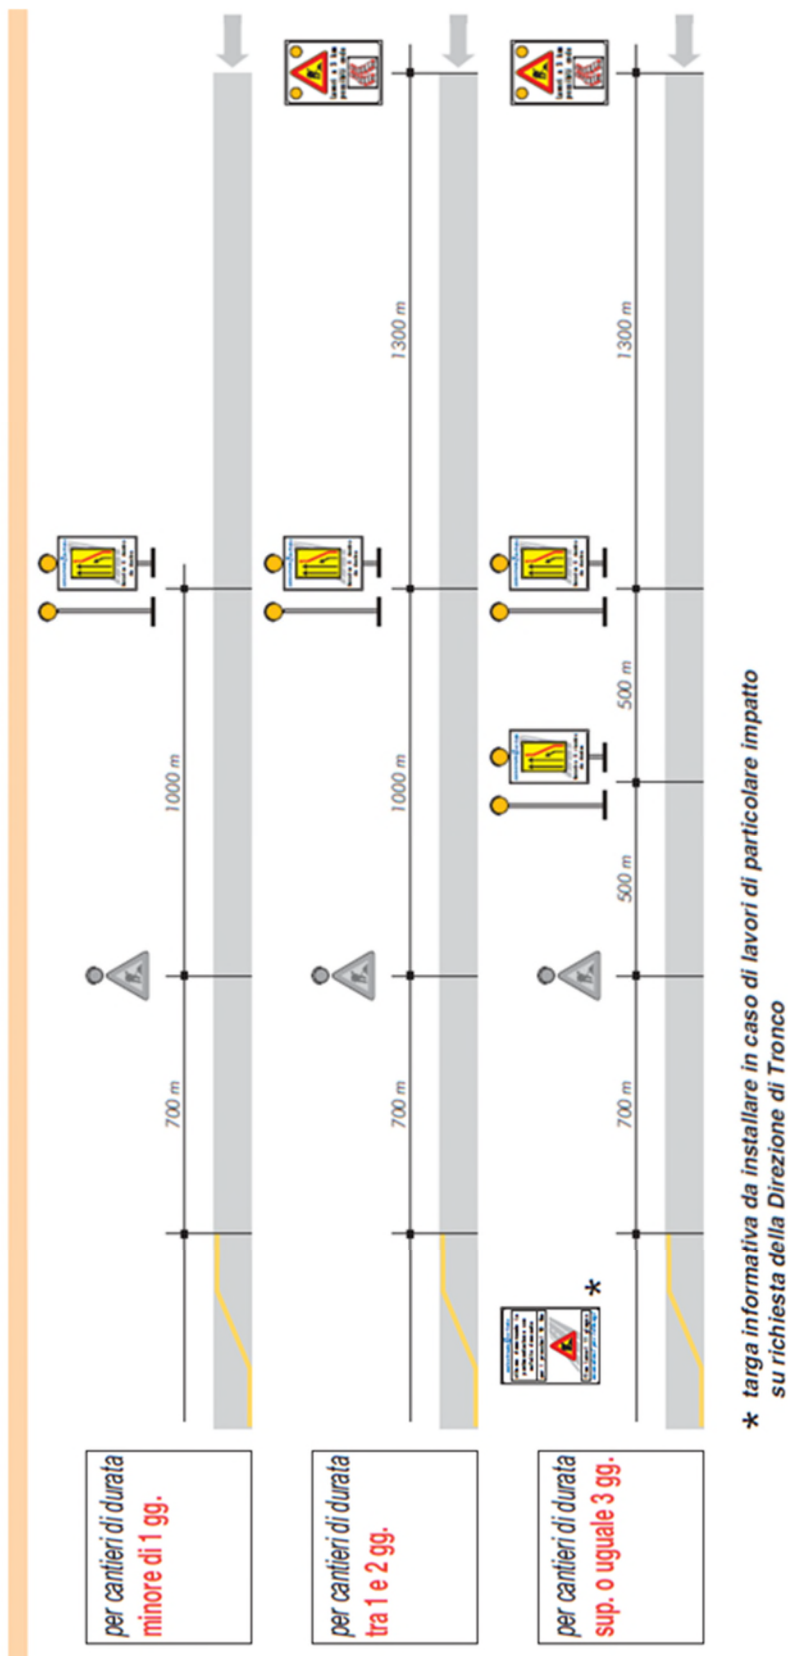 per cantieri di durata
minore di 1 gg.
700 m
1000 m
per cantieri di durata
tra 1 e 2 gg.
700 m
1000 m
1300 m
per cantieri di durata
sup. o uguale 3 gg.
*
700 m
500 m
500 m
1300 m
* targa informativa da installare in caso di lavori di particolare impatto
su richiesta della Direzione di Tronco